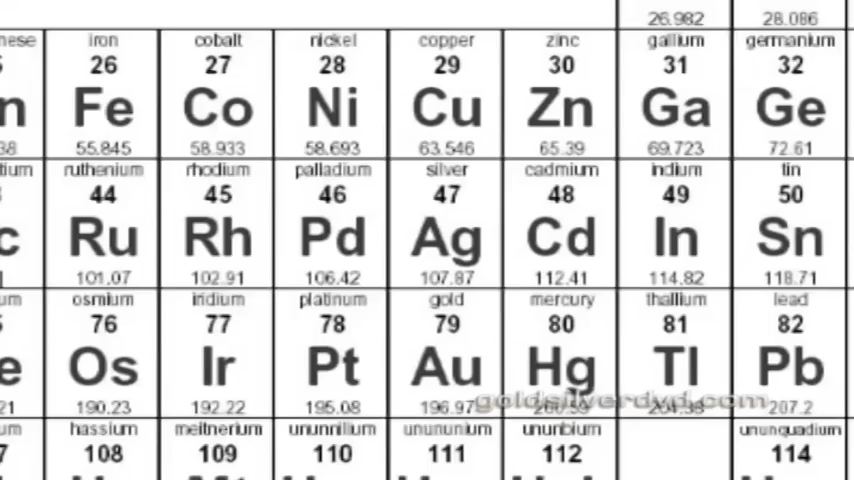 26.982 28.086
iron cobalt nickel copper zinc gallium germanium
26 27 28 29 30 31 32
Fe Co Ni Cu Zn Ga Ge
55.845 58.933 58.693 63.546 65.39 69.723 72.61
ruthenium rhodium palladium silver cadmium indium tin
44 45 46 47 48 49 50
Ru Rh Pd Ag Cd In Sn
101.07 102.91 106.42 107.87 112.41 114.82 118.71
osmium iridium platinum gold mercury thallium lead
76 77 78 79 80 81 82
Os Ir Pt Au Hg Tl Pb
goldsilverdvd.com
190.23 192.22 195.08 196.97 200.59 204.38 207.2
hassium meitnerium ununnilium unununium ununbium ununquadium
108 109 110 111 112 114